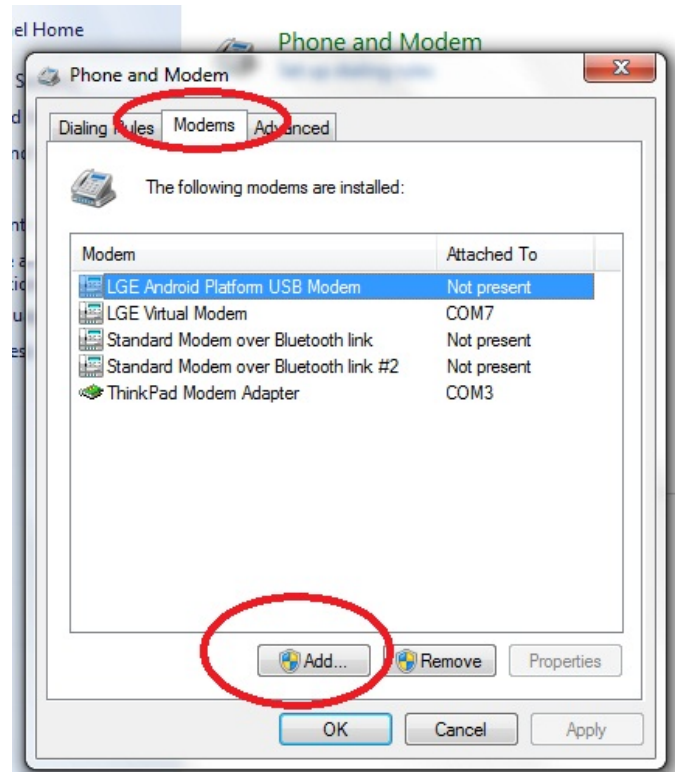 el Home
Phone and Modem
Phone and Modem
Dialing Rules Modems Advanced
The following modems are installed:
Modem Attached To
LGE Android Platform USB Modem Not present
LGE Virtual Modem COM7
Standard Modem over Bluetooth link Not present
Standard Modem over Bluetooth link #2 Not present
ThinkPad Modem Adapter COM3
Add... Remove Properties
OK Cancel Apply